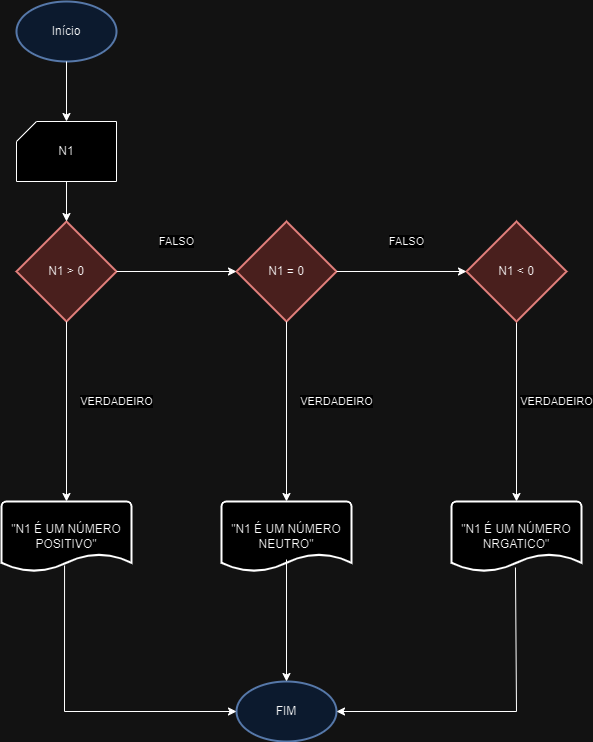 Início
N1
FALSO
FALSO
N1 > 0
N1 = 0
N1 < 0
VERDADEIRO
VERDADEIRO
VERDADEIRO
"N1 É UM NÚMERO
POSITIVO"
"N1 É UM NÚMERO
NEUTRO"
"N1 É UM NÚMERO
NRGATICO"
FIM